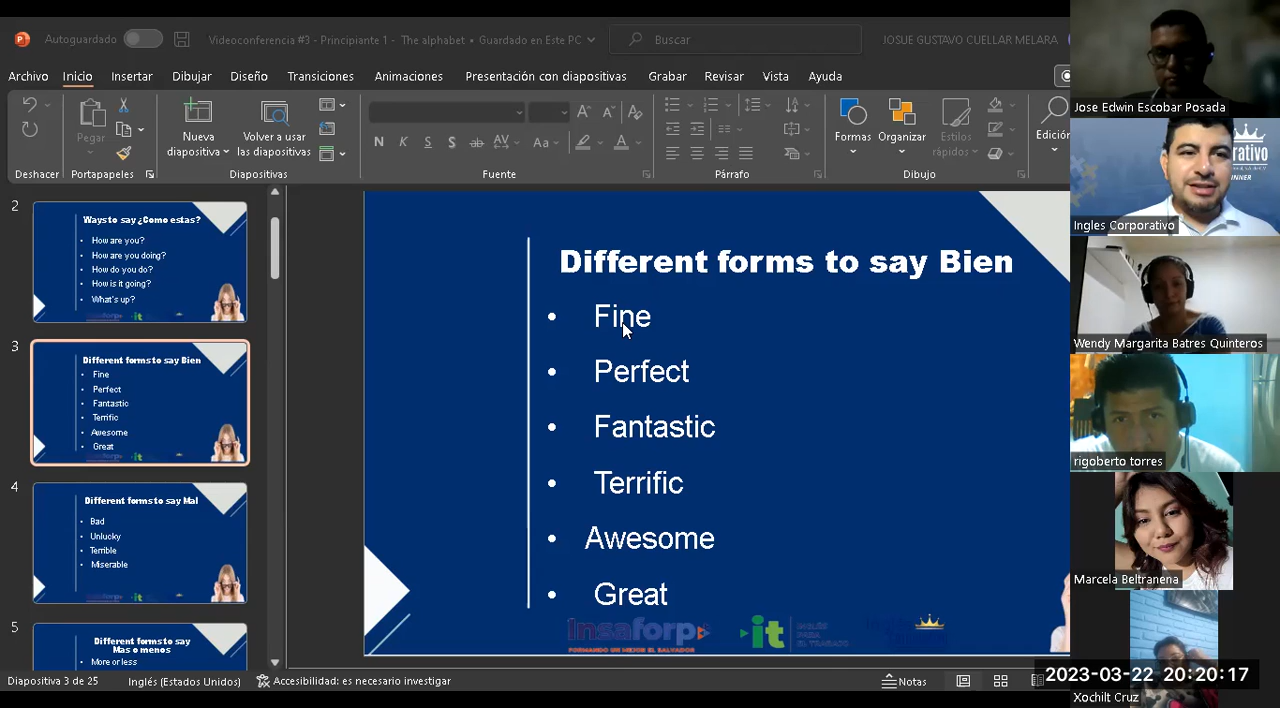 Autoguardado
Videoconferencia #3 - Principiante 1 - The alphabet • Guardado en Este PC
Buscar
JOSUE GUSTAVO CUELLAR MELARA
Archivo Inicio Insertar Dibujar Diseño Transiciones Animaciones Presentación con diapositivas Grabar Revisar Vista Ayuda
Pegar
Nueva diapositiva
Volver a usar las diapositivas
N K S S ab AV Aa A
Formas
Organizar
Estilos rápidos
Edición
Deshacer Portapapeles Diapositivas Fuente Párrafo Dibujo
2
Ways to say ¿Como estas?
• How are you?
• How are you doing?
• How do you do?
• How is it going?
• What's up?
3
Different forms to say Bien
• Fine
• Perfect
• Fantastic
• Terrific
• Awesome
• Great
4
Different forms to say Mal
• Bad
• Unlucky
• Terrible
• Miserable
5
Different forms to say
Mas o menos
• More or less
Different forms to say Bien
• Fine
• Perfect
• Fantastic
• Terrific
• Awesome
• Great
Insaforp
FORMANDO UN MEJOR EL SALVADOR
it
INGLÉS
PARA
EL TRABAJO
Diapositiva 3 de 25
Inglés (Estados Unidos)
Accesibilidad: es necesario investigar
Notas
Jose Edwin Escobar Posada
rativo
Ingles Corporativo
Wendy Margarita Batres Quinteros
rigoberto torres
Marcela Beltranena
2023-03-22 20:20:17
Xochilt Cruz